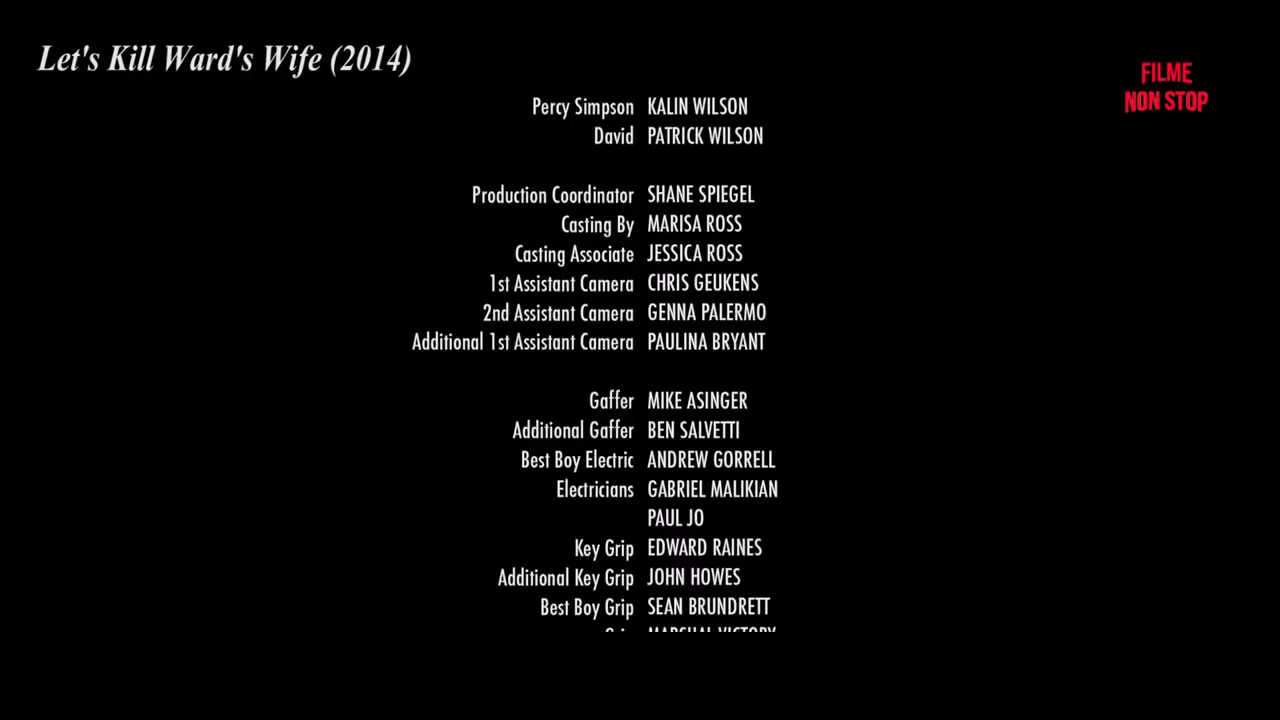 Let's Kill Ward's Wife (2014)
FILME
NON STOP
Percy Simpson KALIN WILSON
David PATRICK WILSON
Production Coordinator SHANE SPIEGEL
Casting By MARISA ROSS
Casting Associate JESSICA ROSS
1st Assistant Camera CHRIS GEUKENS
2nd Assistant Camera GENNA PALERMO
Additional 1st Assistant Camera PAULINA BRYANT
Gaffer MIKE ASINGER
Additional Gaffer BEN SALVETTI
Best Boy Electric ANDREW GORRELL
Electricians GABRIEL MALIKIAN
PAUL JO
Key Grip EDWARD RAINES
Additional Key Grip JOHN HOWES
Best Boy Grip SEAN BRUNDRETT
Grip MARSHAL VICTORY